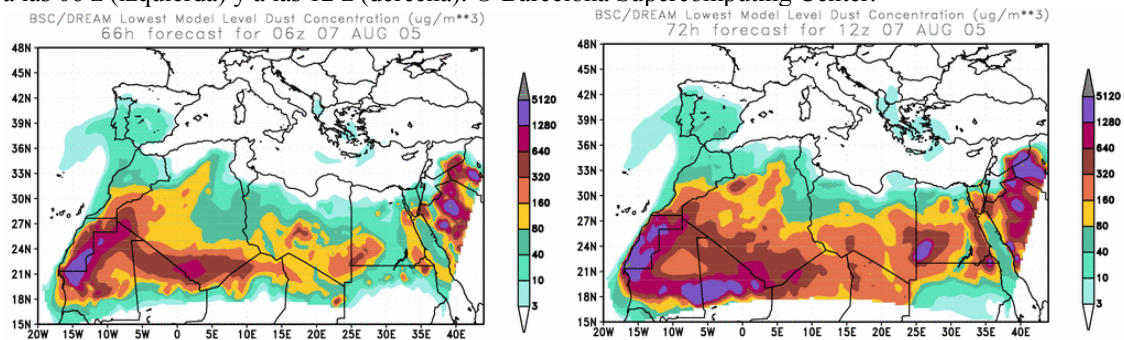 a las 06 z (izquierda) y a las 12 z (derecha). © Barcelona Supercomputing Center.
BSC/DREAM Lowest Model Level Dust Concentration (ug/m**3)
66h forecast for 06z 07 AUG 05
48N
45N
42N
39N
36N
33N
30N
27N
24N
21N
18N
15N
20W 15W 10W 5W 0 5E 10E 15E 20E 25E 30E 35E 40E
5120
1280
640
320
160
80
40
10
3
BSC/DREAM Lowest Model Level Dust Concentration (ug/m**3)
72h forecast for 12z 07 AUG 05
48N
45N
42N
39N
36N
33N
30N
27N
24N
21N
18N
15N
20W 15W 10W 5W 0 5E 10E 15E 20E 25E 30E 35E 40E
5120
1280
640
320
160
80
40
10
3